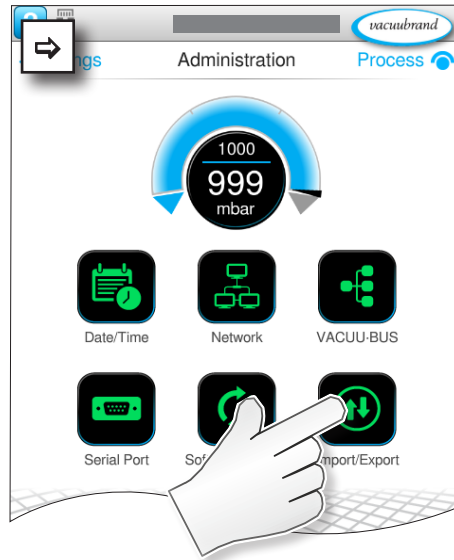 vacuubrand
ngs Administration Process
1000
999
mbar
Date/Time Network VACUU·BUS
Serial Port Sof mport/Export